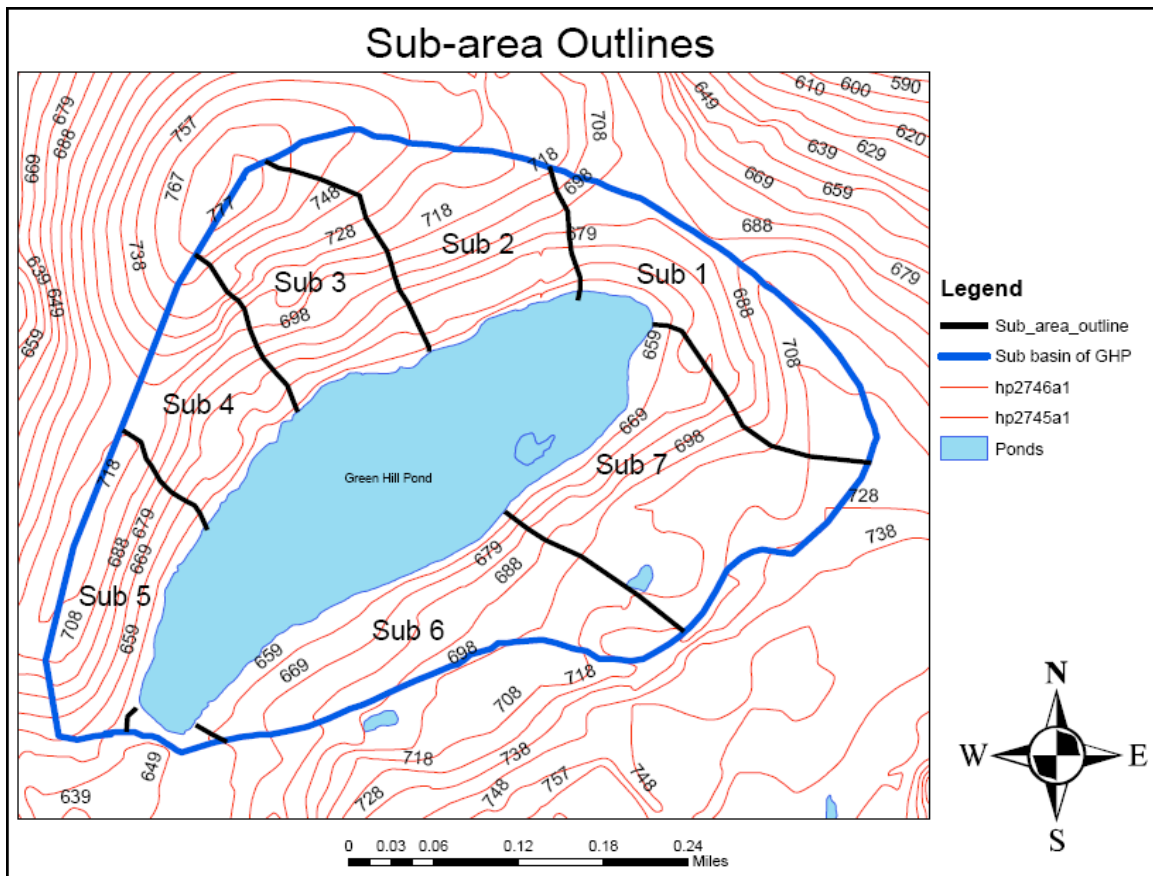 Sub-area Outlines
590
600
610
620
629
639
649
659
669
679
688
679
688
669
757
708
718
698
767
777
748
718
728
738
698
679
Sub 2
Sub 1
Sub 3
688
708
659
639
649
659
Sub 4
669
698
Sub 7
718
Green Hill Pond
728
738
679
688
669
679
688
Sub 5
708
659
Sub 6
659
669
698
718
708
718
738
748
757
748
728
649
639
Legend
Sub_area_outline
Sub basin of GHP
hp2746a1
hp2745a1
Ponds
N
W
E
S
0 0.03 0.06 0.12 0.18 0.24
Miles